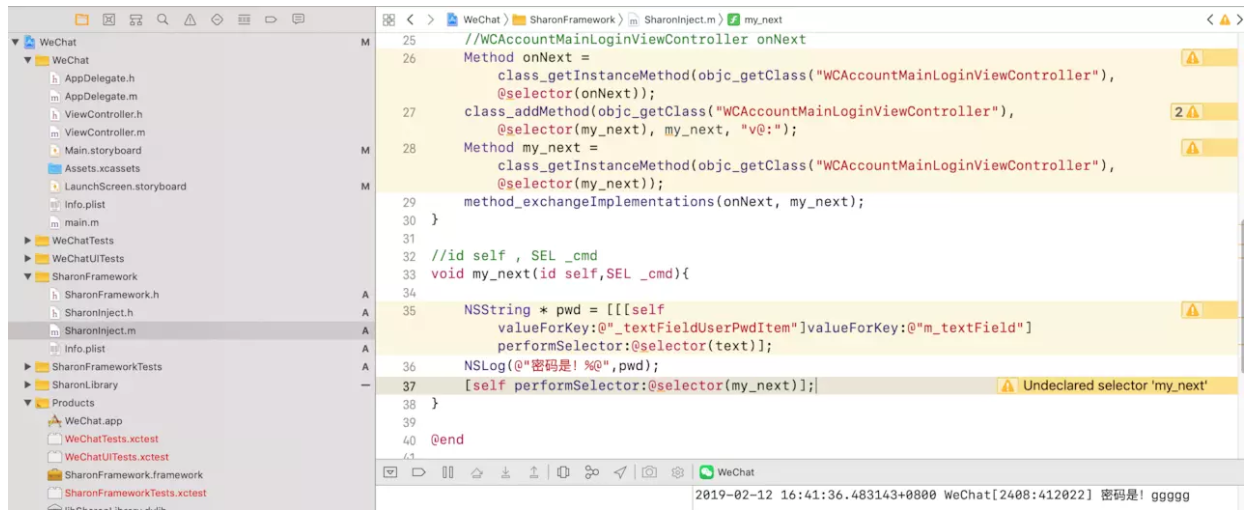 WeChat
M
WeChat
AppDelegate.h
AppDelegate.m
ViewController.h
ViewController.m
Main.storyboard
M
Assets.xcassets
LaunchScreen.storyboard
M
Info.plist
main.m
WeChatTests
WeChatUITests
SharonFramework
SharonFramework.h
A
SharonInject.h
A
SharonInject.m
A
Info.plist
A
SharonFrameworkTests
A
SharonLibrary
Products
WeChat.app
WeChatTests.xctest
WeChatUITests.xctest
SharonFramework.framework
SharonFrameworkTests.xctest
libSharonLibrary.dylib
WeChat 〉 SharonFramework 〉 SharonInject.m 〉 my_next
25 //WCAccountMainLoginViewController onNext
26 Method onNext =
class_getInstanceMethod(objc_getClass("WCAccountMainLoginViewController"),
@selector(onNext));
27 class_addMethod(objc_getClass("WCAccountMainLoginViewController"),
2
@selector(my_next), my_next, "v@:");
28 Method my_next =
class_getInstanceMethod(objc_getClass("WCAccountMainLoginViewController"),
@selector(my_next));
29 method_exchangeImplementations(onNext, my_next);
30 }
31
32 //id self , SEL _cmd
33 void my_next(id self,SEL _cmd){
34
35 NSString * pwd = [[[self
valueForKey:@"_textFieldUserPwdItem"]valueForKey:@"m_textField"]
performSelector:@selector(text)];
36 NSLog(@"密码是！%@",pwd);
37 [self performSelector:@selector(my_next)];
Undeclared selector 'my_next'
38 }
39
40 @end
41
WeChat
2019-02-12 16:41:36.483143+0800 WeChat[2408:412022] 密码是！ggggg